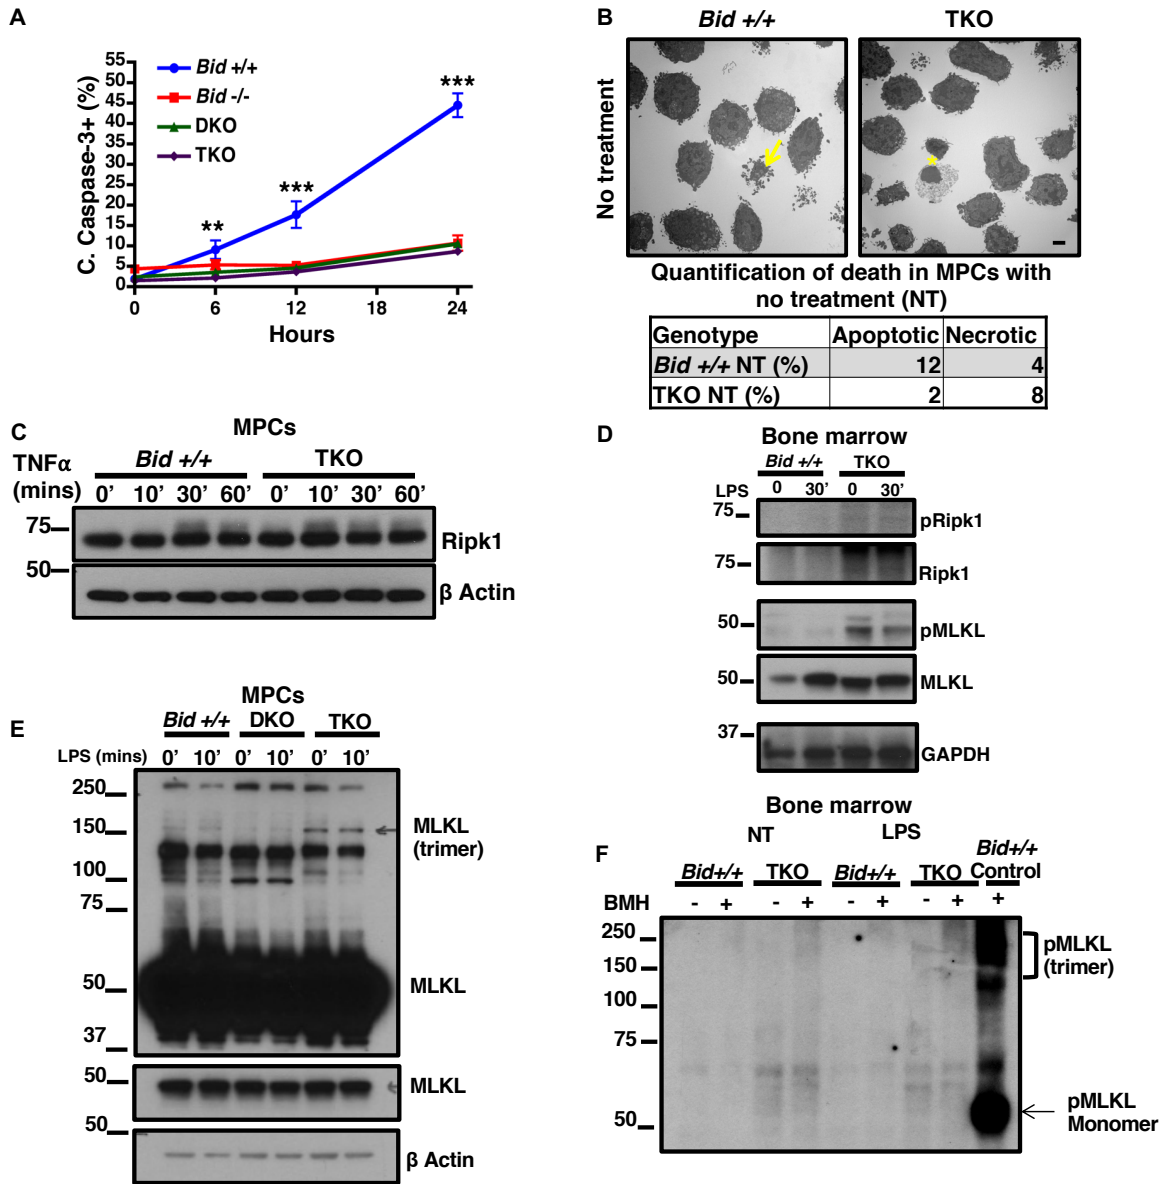 A
C. Caspase-3+ (%)
55
50
45
40
35
30
25
20
15
10
5
0
Bid +/+
Bid -/-
DKO
TKO
**
***
***
0 6 12 18 24
Hours
B
Bid +/+ TKO
No treatment
*
Quantification of death in MPCs with
no treatment (NT)
Genotype Apoptotic Necrotic
Bid +/+ NT (%) 12 4
TKO NT (%) 2 8
C
MPCs
TNFα
(mins)
Bid +/+ TKO
0' 10' 30' 60' 0' 10' 30' 60'
75
Ripk1
50
β Actin
D
Bone marrow
Bid +/+ TKO
LPS 0 30' 0 30'
75
pRipk1
75
Ripk1
50
pMLKL
50
MLKL
37
GAPDH
E
MPCs
Bid +/+ DKO TKO
LPS (mins) 0' 10' 0' 10' 0' 10'
250
150
MLKL
(trimer)
100
75
50
MLKL
37
50
MLKL
50
β Actin
F
Bone marrow
NT LPS
Bid+/+ TKO Bid+/+ TKO Bid+/+
Control
BMH - + - + - + - + +
250
pMLKL
(trimer)
150
100
75
50
pMLKL
Monomer